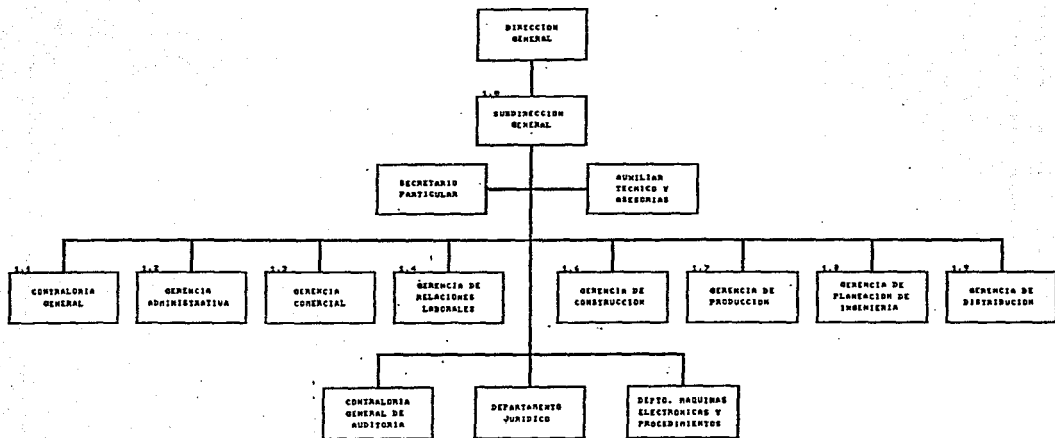 DIRECCION
GENERAL
1.0
SUBDIRECCION
GENERAL
SECRETARIO
PARTICULAR
AUXILIAR
TECNICO Y
ASESORIAS
1.1
CONTRALORIA
GENERAL
1.2
GERENCIA
ADMINISTRATIVA
1.3
GERENCIA
COMERCIAL
1.4
GERENCIA DE
RELACIONES
LABORALES
1.6
GERENCIA DE
CONSTRUCCION
1.7
GERENCIA DE
PRODUCCION
1.8
GERENCIA DE
PLANEACION DE
INGENIERIA
1.9
GERENCIA DE
DISTRIBUCION
CONTRALORIA
GENERAL DE
AUDITORIA
DEPARTAMENTO
JURIDICO
DEPTO. MAQUINAS
ELECTRONICAS Y
PROCEDIMIENTOS